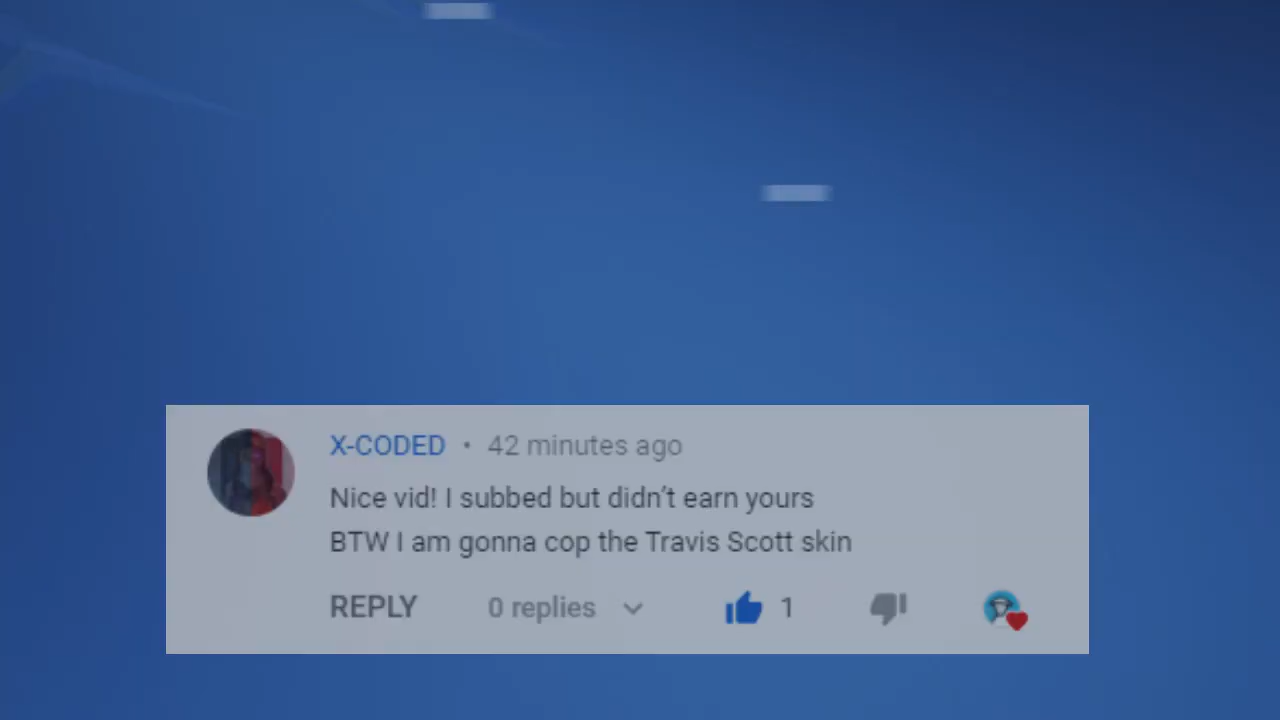 X-CODED • 42 minutes ago
Nice vid! I subbed but didn't earn yours
BTW I am gonna cop the Travis Scott skin
REPLY 0 replies 1